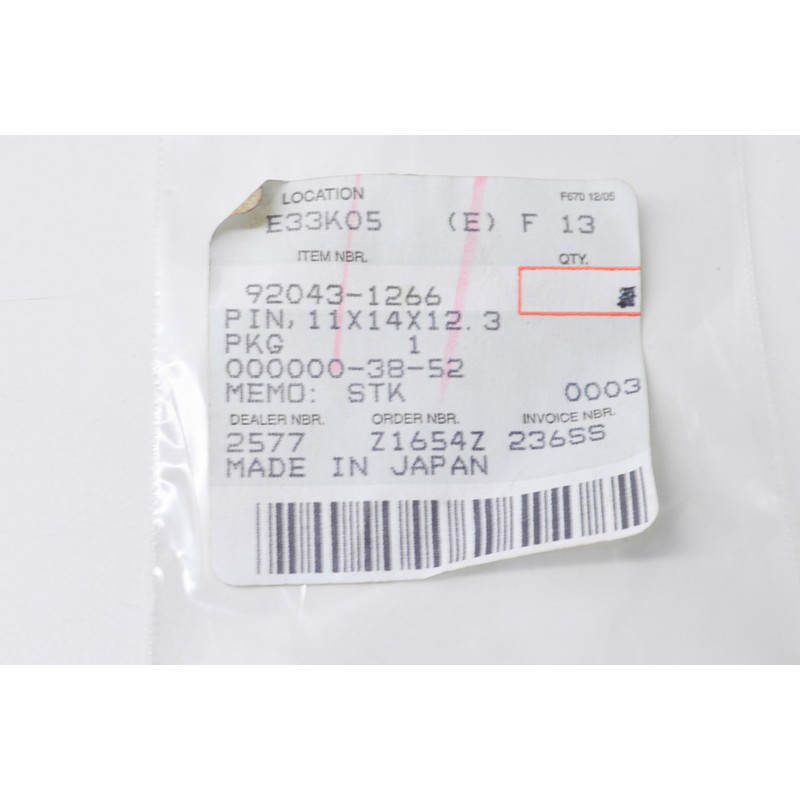 LOCATION F670 12/05
E33K05 (E) F 13
ITEM NBR. QTY.
92043-1266
PIN, 11X14X12.3
PKG 1
000000-38-52
MEMO: STK 0003
DEALER NBR. ORDER NBR. INVOICE NBR.
2577 Z1654Z 236SS
MADE IN JAPAN